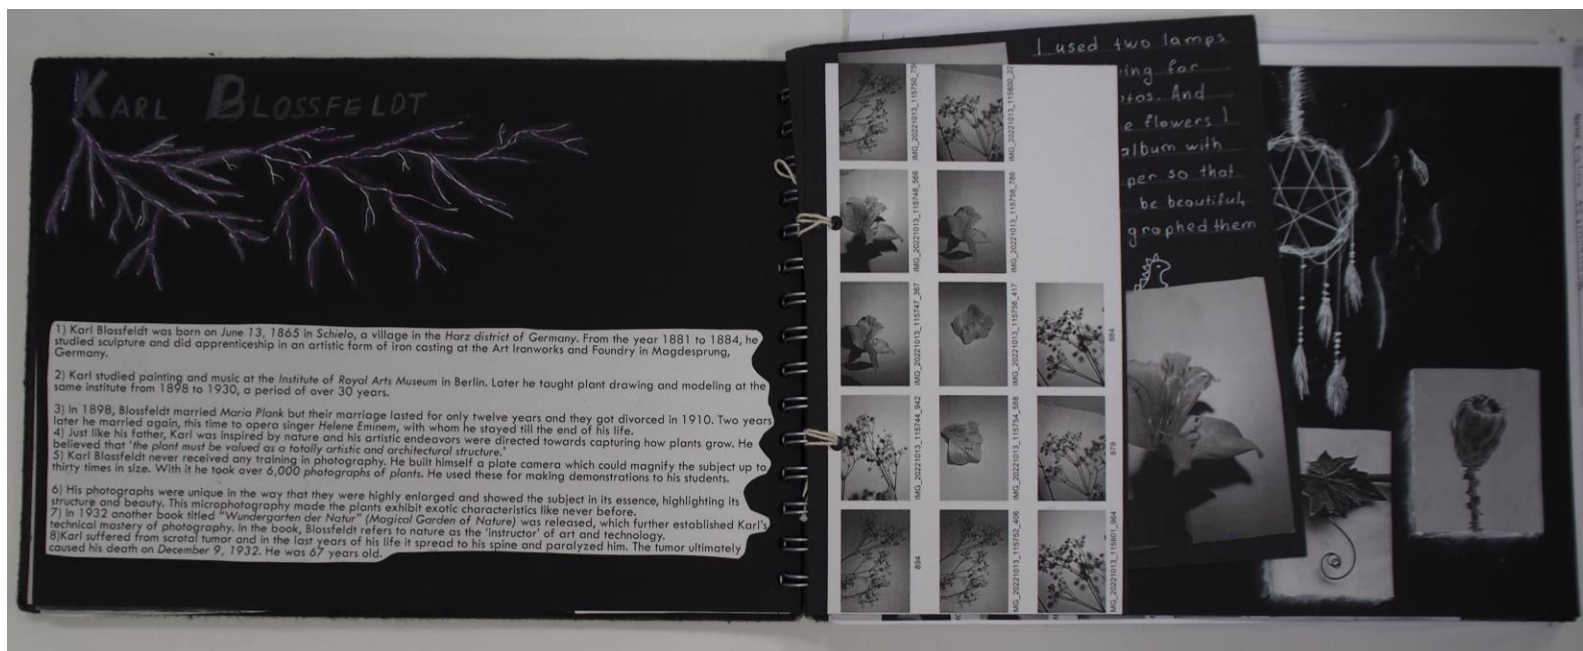 KARL BLOSSFELDT
1) Karl Blossfeldt was born on June 13, 1865 in Schielo, a village in the Harz district of Germany. From the year 1881 to 1884, he
studied sculpture and did apprenticeship in an artistic form of iron casting at the Art Ironworks and Foundry in Magdesprung,
Germany.
2) Karl studied painting and music at the Institute of Royal Arts Museum in Berlin. Later he taught plant drawing and modeling at the
same institute from 1898 to 1930, a period of over 30 years.
3) In 1898, Blossfeldt married Maria Plank but their marriage lasted for only twelve years and they got divorced in 1910. Two years
later he married again, this time to opera singer Helene Eminem, with whom he stayed till the end of his life.
4) Just like his father, Karl was inspired by nature and his artistic endeavors were directed towards capturing how plants grow. He
believed that 'the plant must be valued as a totally artistic and architectural structure.'
5) Karl Blossfeldt never received any training in photography. He built himself a plate camera which could magnify the subject up to
thirty times in size. With it he took over 6,000 photographs of plants. He used these for making demonstrations to his students.
6) His photographs were unique in the way that they were highly enlarged and showed the subject in its essence, highlighting its
structure and beauty. This microphotography made the plants exhibit exotic characteristics like never before.
7) In 1932 another book titled "Wundergarten der Natur" (Magical Garden of Nature) was released, which further established Karl's
technical mastery of photography. In the book, Blossfeldt refers to nature as the 'instructor' of art and technology.
8)Karl suffered from scrotal tumor and in the last years of his life it spread to his spine and paralyzed him. The tumor ultimately
caused his death on December 9, 1932. He was 67 years old.
IMG_20221013_115748_566
IMG_20221013_115758_786
IMG_20221013_115747_367
IMG_20221013_115756_417
884
IMG_20221013_115744_942
IMG_20221013_115754_588
879
894
IMG_20221013_115752_406
IMG_20221013_115801_964
I used two lamps
ing for
tos. And
e flowers I
album with
per so that
be beautiful,
graphed them